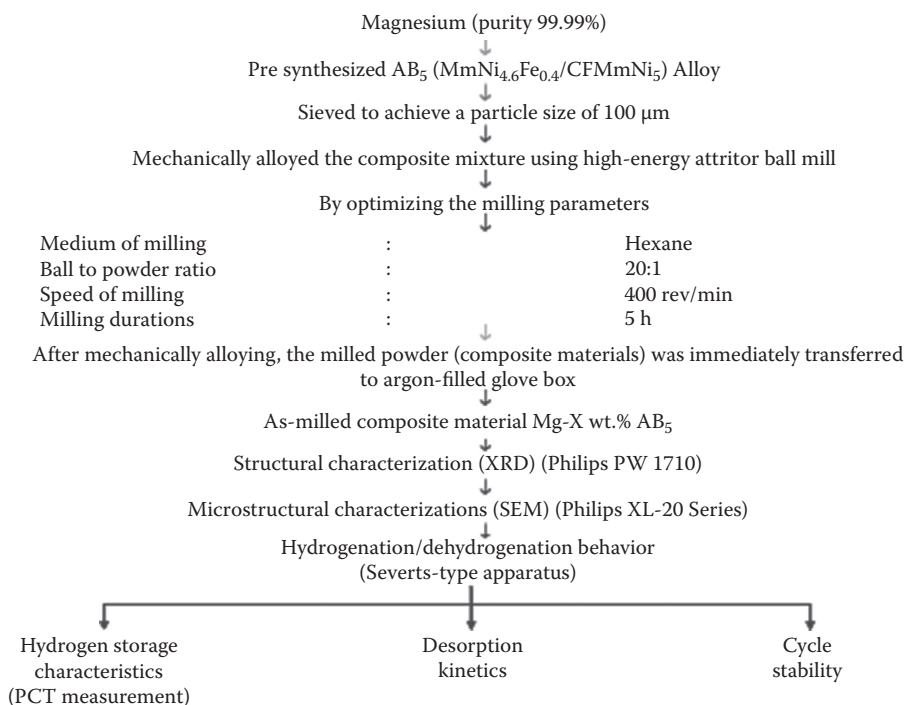 Magnesium (purity 99.99%)
Pre synthesized AB₅ (MmNi₄.₆Fe₀.₄/CFMmNi₅) Alloy
Sieved to achieve a particle size of 100 µm
Mechanically alloyed the composite mixture using high-energy attritor ball mill
By optimizing the milling parameters
Medium of milling : Hexane
Ball to powder ratio : 20:1
Speed of milling : 400 rev/min
Milling durations : 5 h
After mechanically alloying, the milled powder (composite materials) was immediately transferred
to argon-filled glove box
As-milled composite material Mg-X wt.% AB₅
Structural characterization (XRD) (Philips PW 1710)
Microstructural characterizations (SEM) (Philips XL-20 Series)
Hydrogenation/dehydrogenation behavior
(Severts-type apparatus)
Hydrogen storage
characteristics
(PCT measurement)
Desorption
kinetics
Cycle
stability